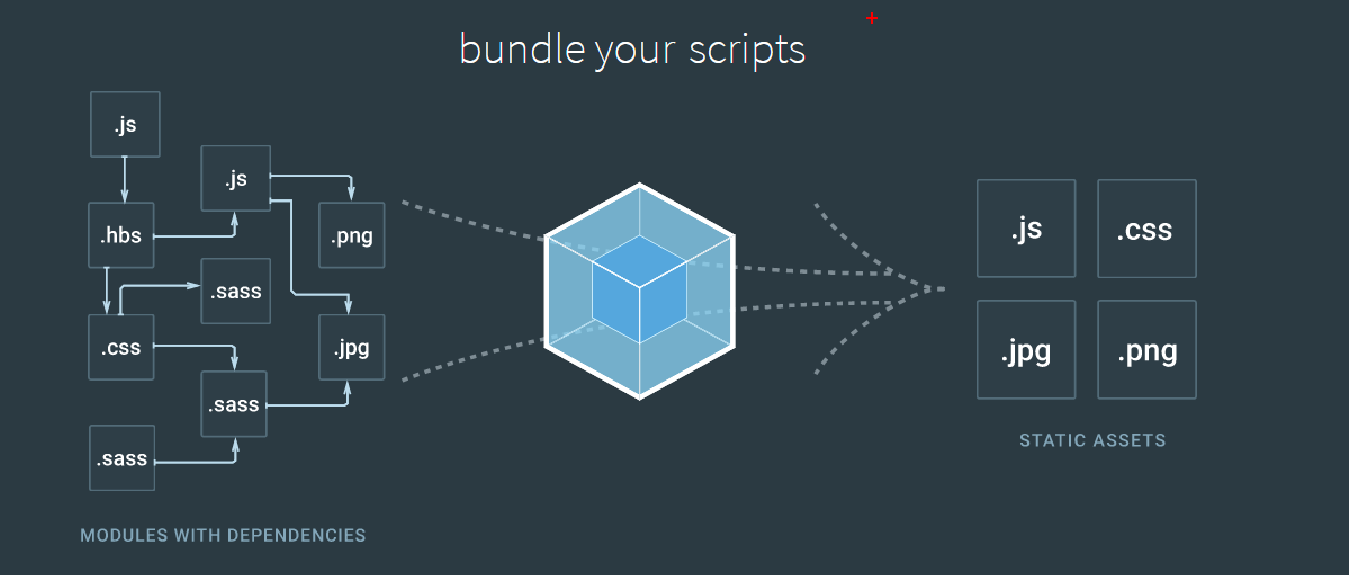 bundle your scripts
.js
.js
.hbs
.png
.sass
.css
.jpg
.sass
.sass
MODULES WITH DEPENDENCIES
.js
.css
.jpg
.png
STATIC ASSETS